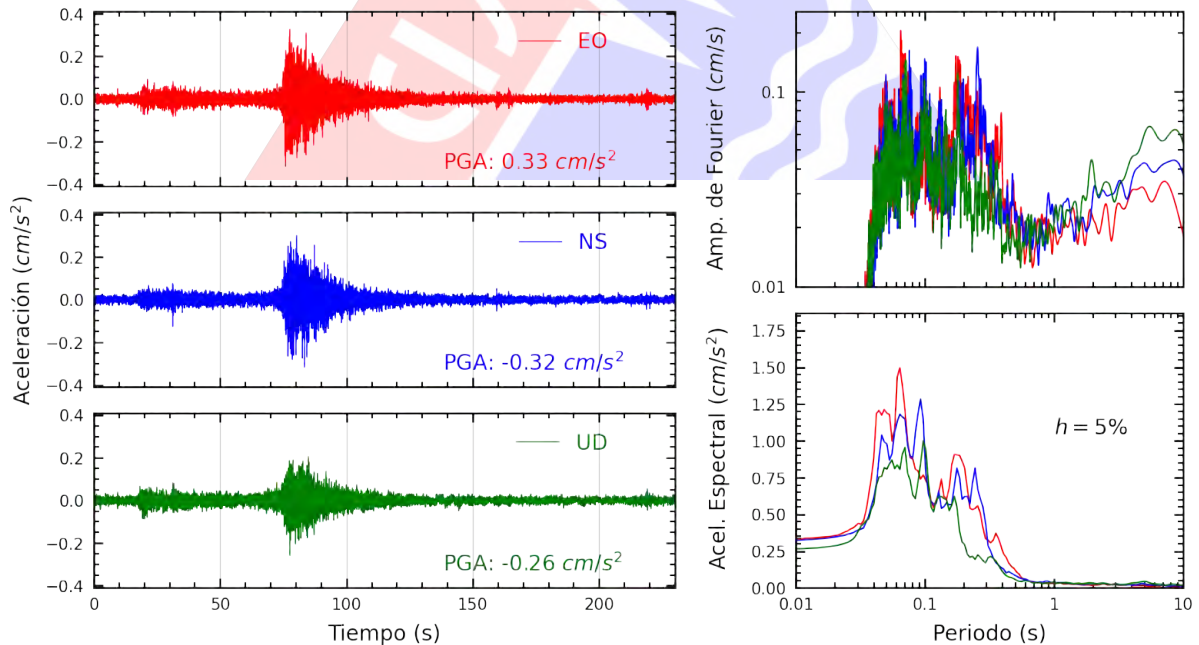 Aceleración (cm/s²)
0.4
0.2
0.0
−0.2
−0.4
EO
PGA: 0.33 cm/s²
0.4
0.2
0.0
−0.2
−0.4
NS
PGA: -0.32 cm/s²
0.4
0.2
0.0
−0.2
−0.4
UD
PGA: -0.26 cm/s²
0 50 100 150 200
Tiempo (s)
Amp. de Fourier (cm/s)
0.1
0.01
Acel. Espectral (cm/s²)
1.75
1.50
1.25
1.00
0.75
0.50
0.25
0.00
h = 5%
0.01 0.1 1 10
Periodo (s)